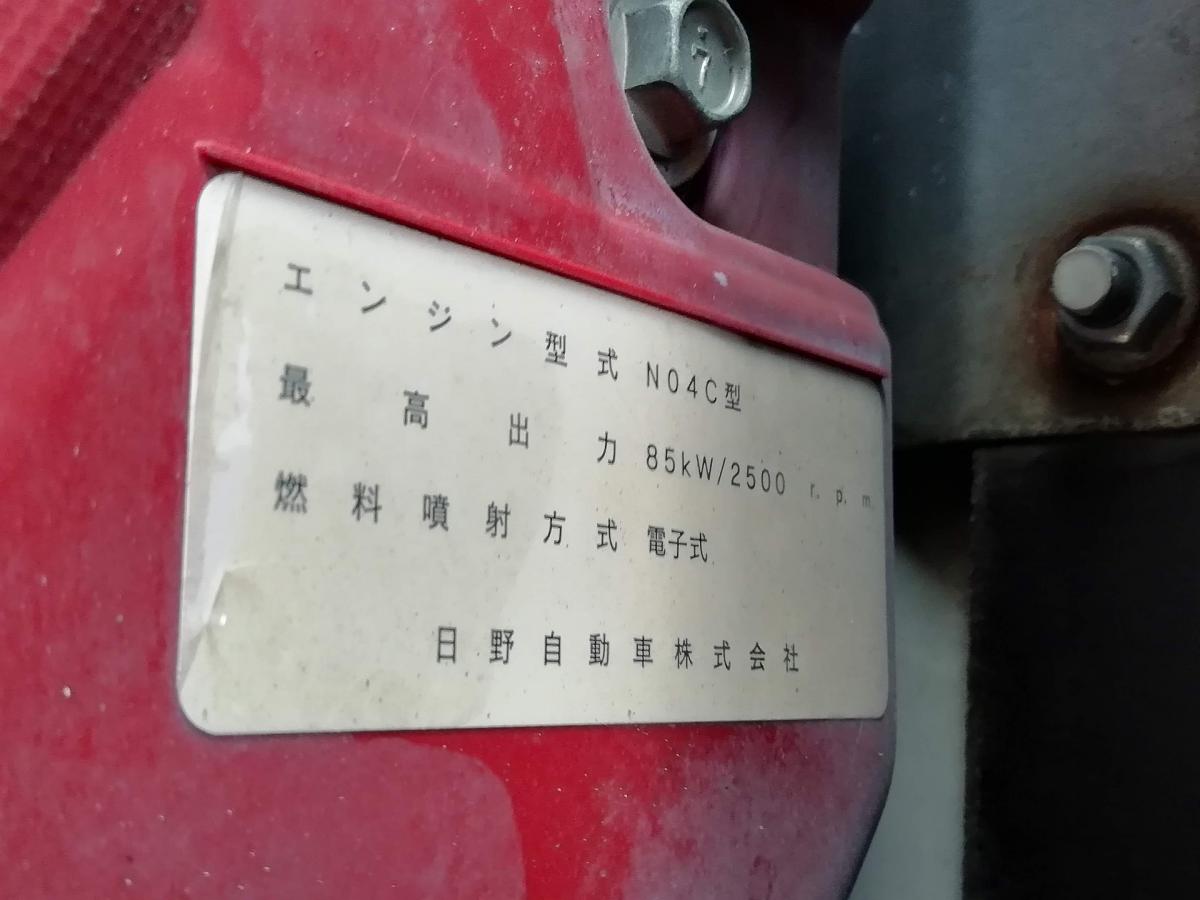 7
エンジン型式 N04C型
最高出力 85kW/2500 r.p.m.
燃料噴射方式 電子式
日野自動車株式会社